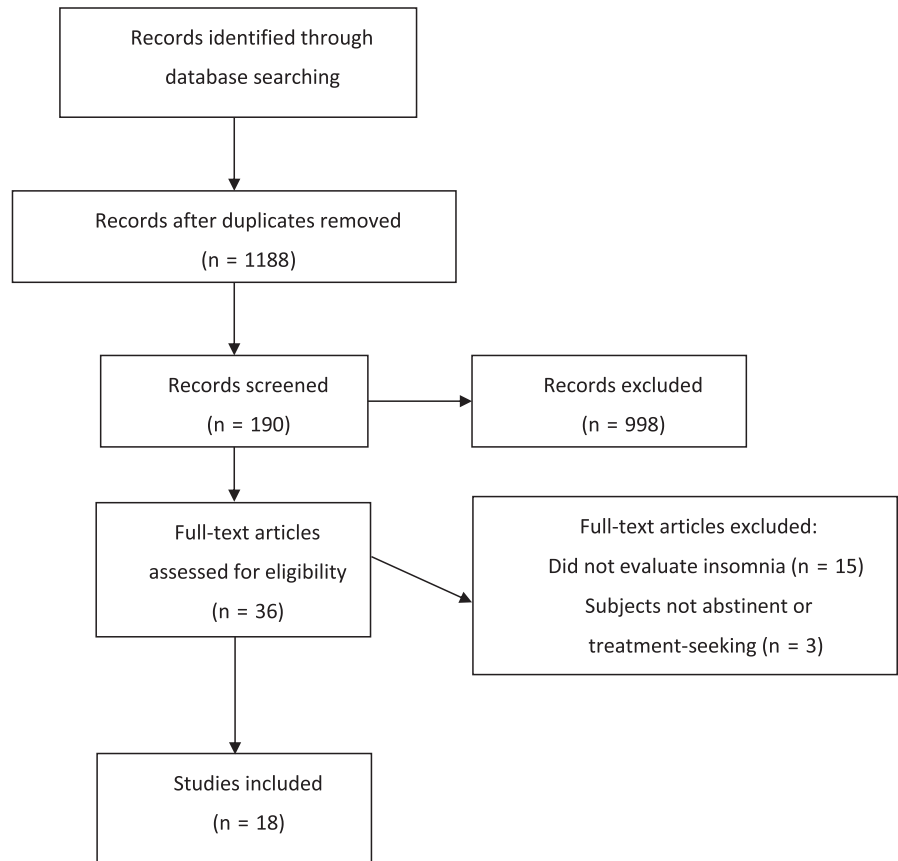 Records identified through
database searching
Records after duplicates removed
(n = 1188)
Records screened
(n = 190)
Records excluded
(n = 998)
Full-text articles
assessed for eligibility
(n = 36)
Full-text articles excluded:
Did not evaluate insomnia (n = 15)
Subjects not abstinent or
treatment-seeking (n = 3)
Studies included
(n = 18)